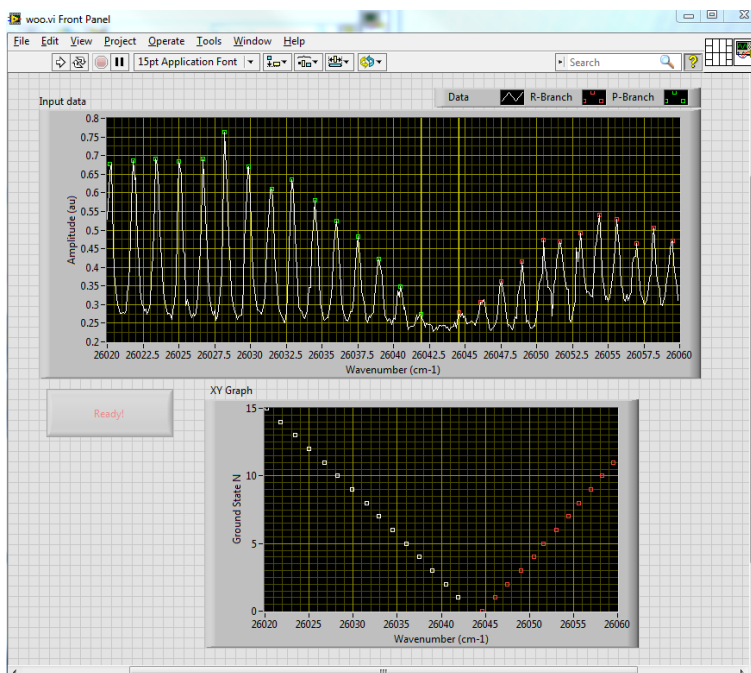 woo.vi Front Panel
File Edit View Project Operate Tools Window Help
15pt Application Font Search
Data R-Branch P-Branch
Input data
0.8
0.75
0.7
0.65
0.6
0.55
0.5
0.45
0.4
0.35
0.3
0.25
0.2
Amplitude (au)
26020 26022.5 26025 26027.5 26030 26032.5 26035 26037.5 26040 26042.5 26045 26047.5 26050 26052.5 26055 26057.5 26060
Wavenumber (cm-1)
Ready!
XY Graph
15
10
5
0
Ground State N
26020 26025 26030 26035 26040 26045 26050 26055 26060
Wavenumber (cm-1)